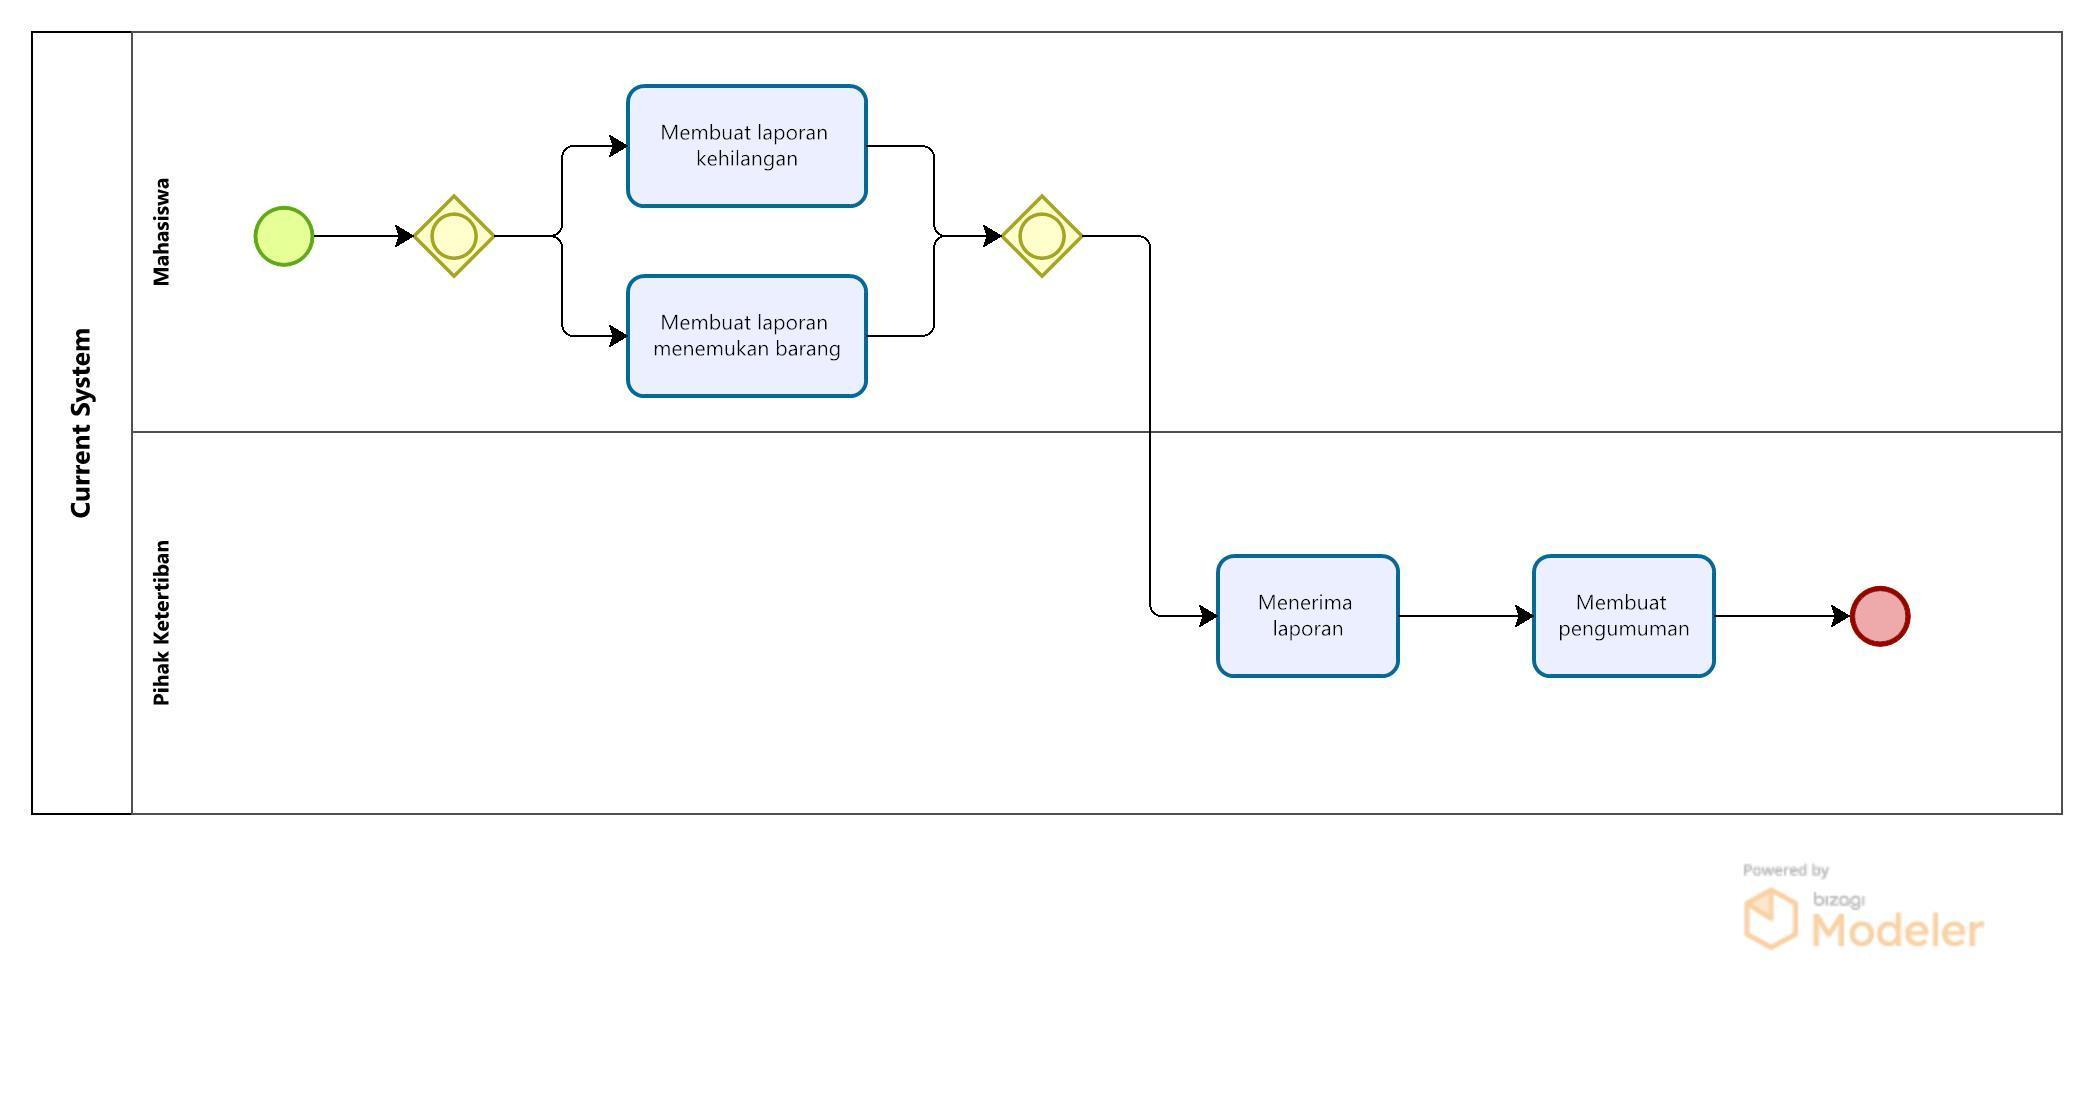 Current System
Mahasiswa
Membuat laporan
kehilangan
Membuat laporan
menemukan barang
Pihak Ketertiban
Menerima
laporan
Membuat
pengumuman
Powered by
bizagi
Modeler